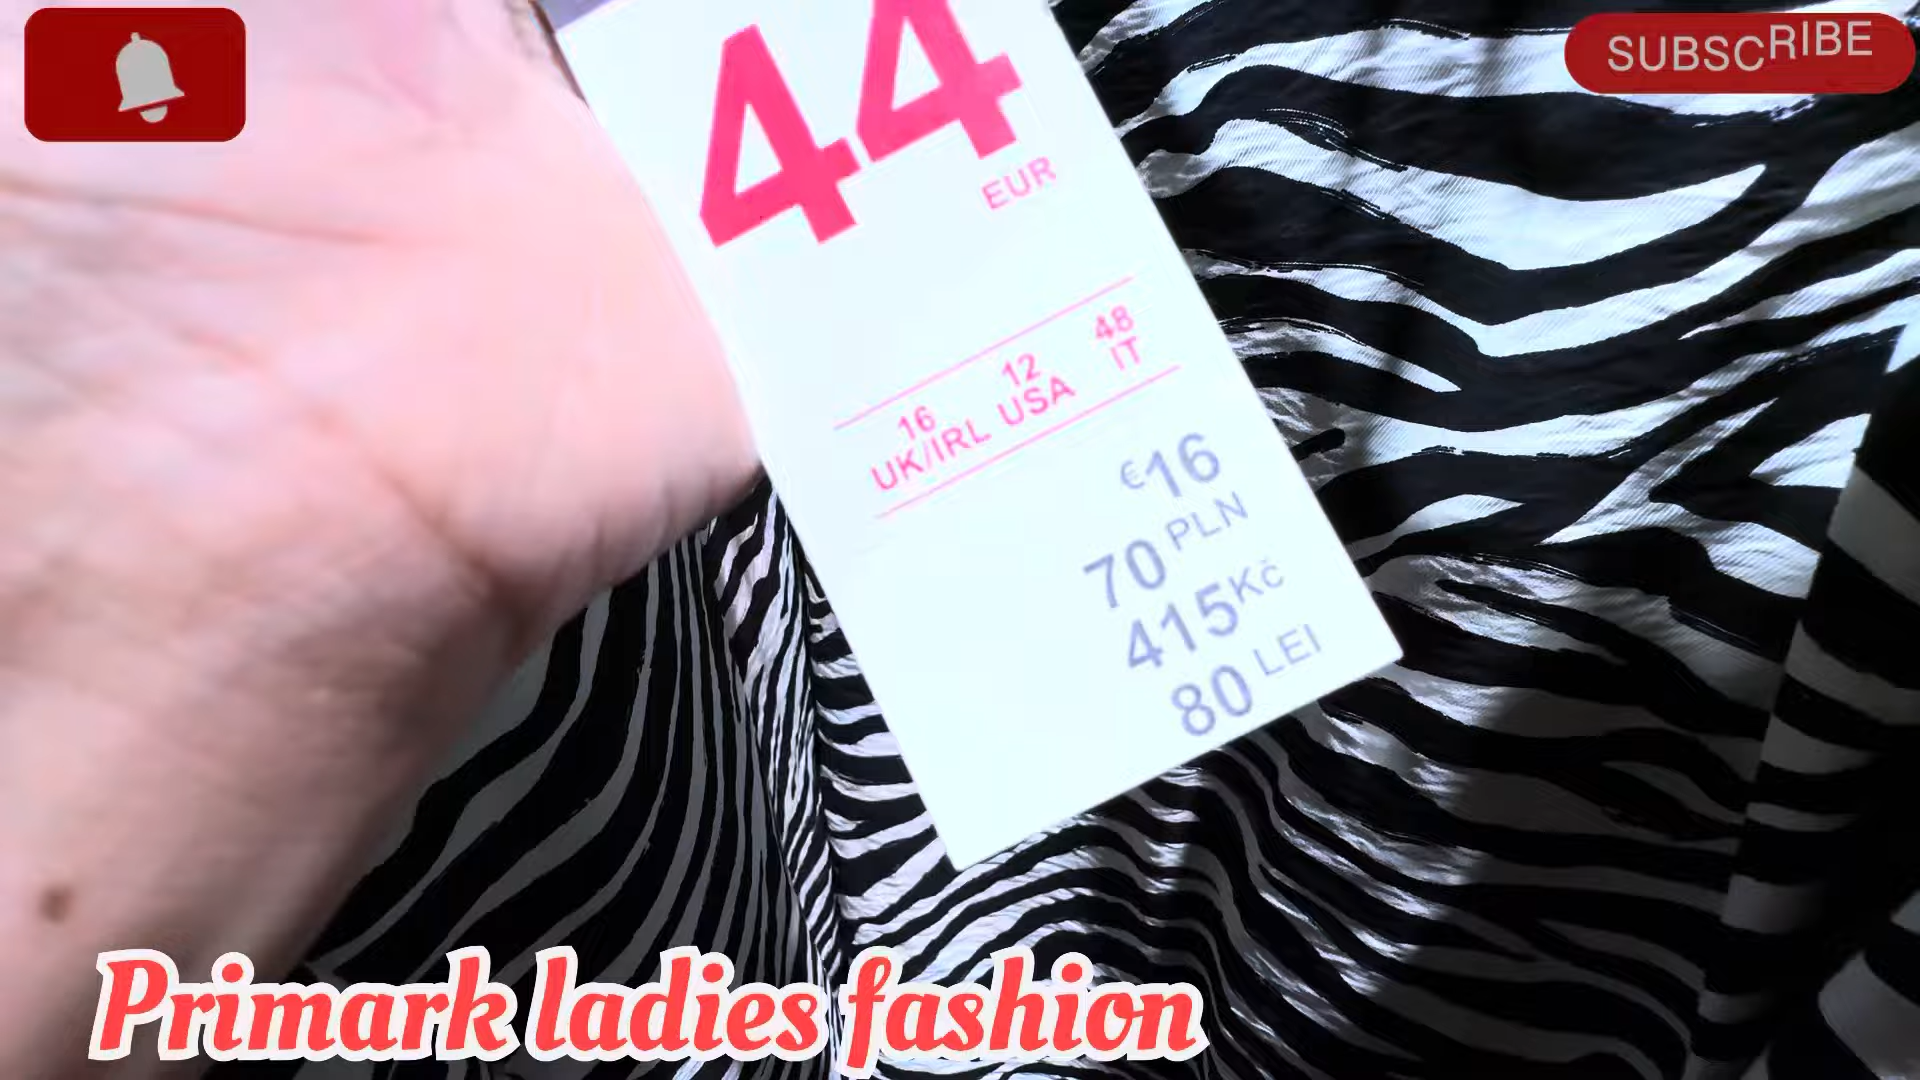 SUBSCRIBE
44
EUR
16 12 48
UK/IRL USA IT
€16
70 PLN
415 Kč
80 LEI
Primark ladies fashion